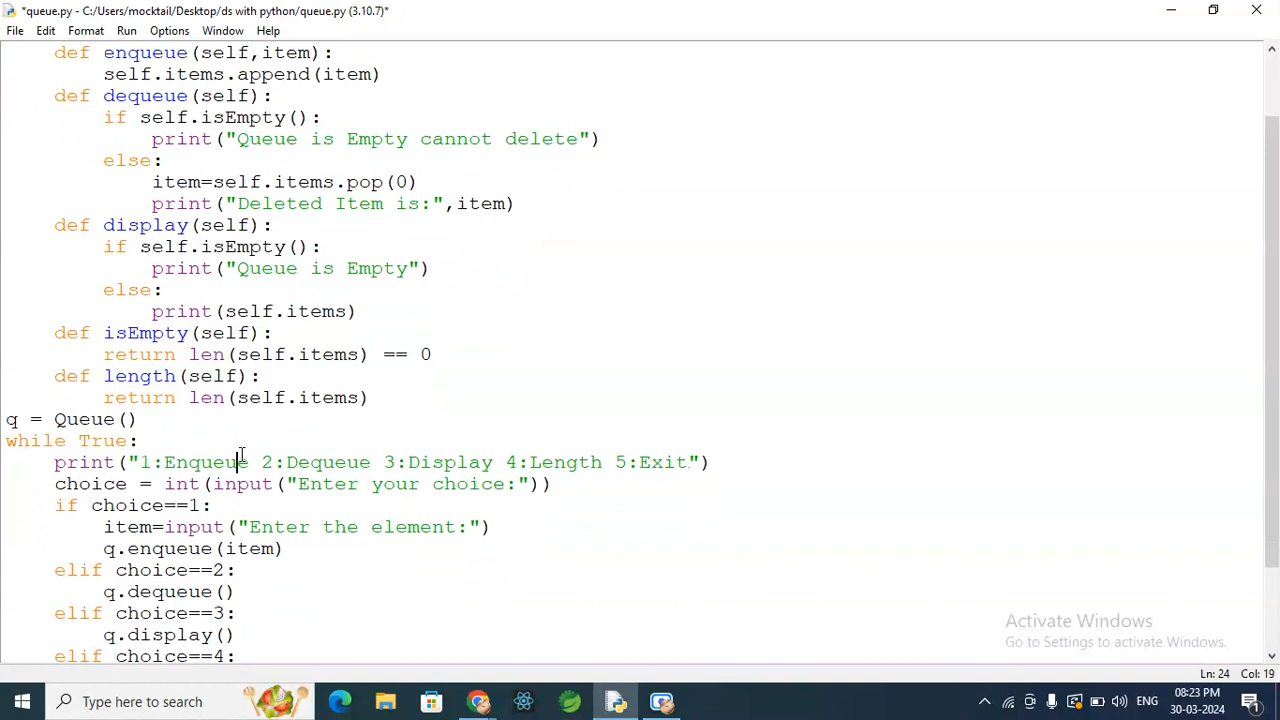 *queue.py - C:/Users/mocktail/Desktop/ds with python/queue.py (3.10.7)*
File Edit Format Run Options Window Help
    def enqueue(self,item):
        self.items.append(item)
    def dequeue(self):
        if self.isEmpty():
            print("Queue is Empty cannot delete")
        else:
            item=self.items.pop(0)
            print("Deleted Item is:",item)
    def display(self):
        if self.isEmpty():
            print("Queue is Empty")
        else:
            print(self.items)
    def isEmpty(self):
        return len(self.items) == 0
    def length(self):
        return len(self.items)
q = Queue()
while True:
    print("1:Enqueue 2:Dequeue 3:Display 4:Length 5:Exit")
    choice = int(input("Enter your choice:"))
    if choice==1:
        item=input("Enter the element:")
        q.enqueue(item)
    elif choice==2:
        q.dequeue()
    elif choice==3:
        q.display()
    elif choice==4:
Activate Windows
Go to Settings to activate Windows.
Ln: 24 Col: 19
Type here to search
ENG
08:23 PM
30-03-2024
1